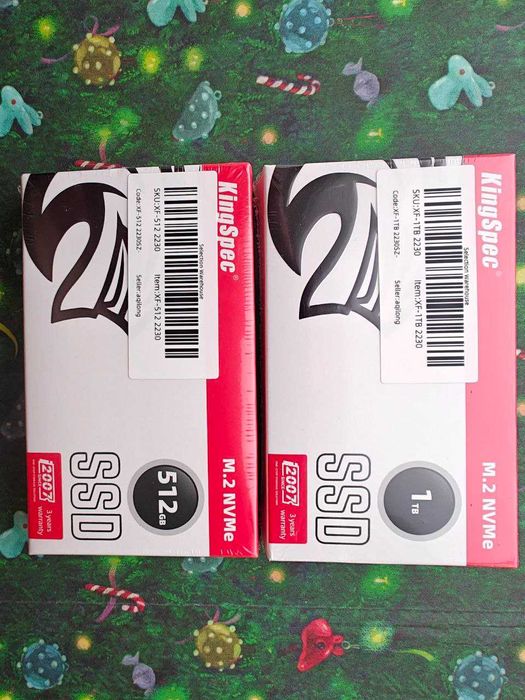 KingSpec®
Selection Warehouse
SKU:XF-512 2230
Item:XF-512 2230
Code:XF-512 2230SZ-
Seller:aqilong
M.2 NVMe
512GB
SSD
2007
3 years
warranty
KingSpec®
Selection Warehouse
SKU:XF-1TB 2230
Item:XF-1TB 2230
Code:XF-1TB 2230SZ-
Seller:aqilong
M.2 NVMe
1TB
SSD
2007
3 years
warranty